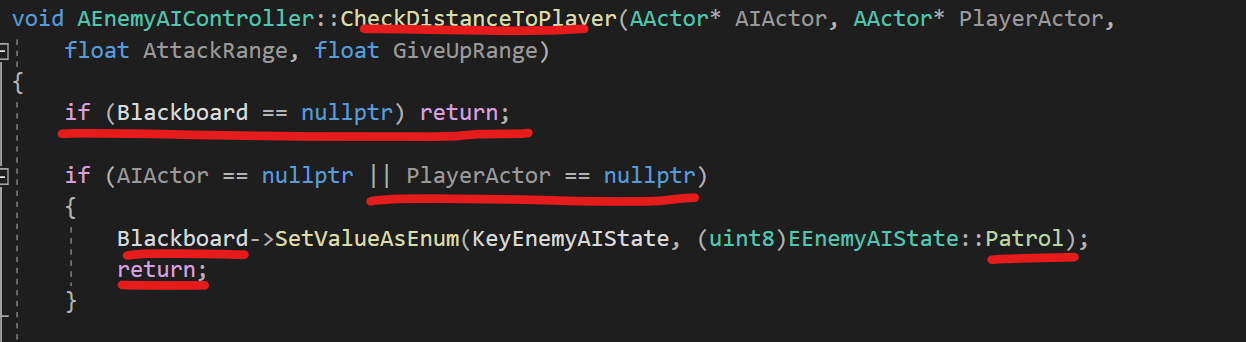 void AEnemyAIController::CheckDistanceToPlayer(AActor* AIActor, AActor* PlayerActor,
float AttackRange, float GiveUpRange)
{
if (Blackboard == nullptr) return;
if (AIActor == nullptr || PlayerActor == nullptr)
{
Blackboard->SetValueAsEnum(KeyEnemyAIState, (uint8)EEnemyAIState::Patrol);
return;
}